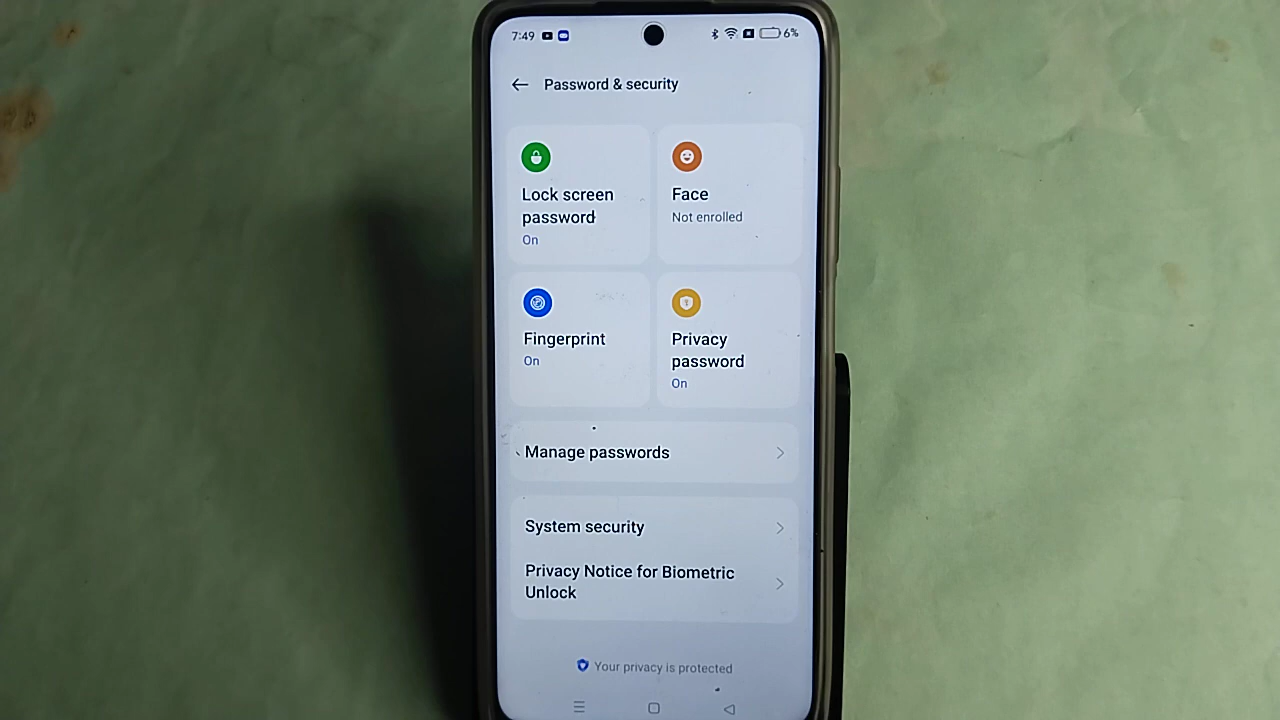 7:49 6%
Password & security
Lock screen
password
On
Face
Not enrolled
Fingerprint
On
Privacy
password
On
Manage passwords
System security
Privacy Notice for Biometric
Unlock
Your privacy is protected